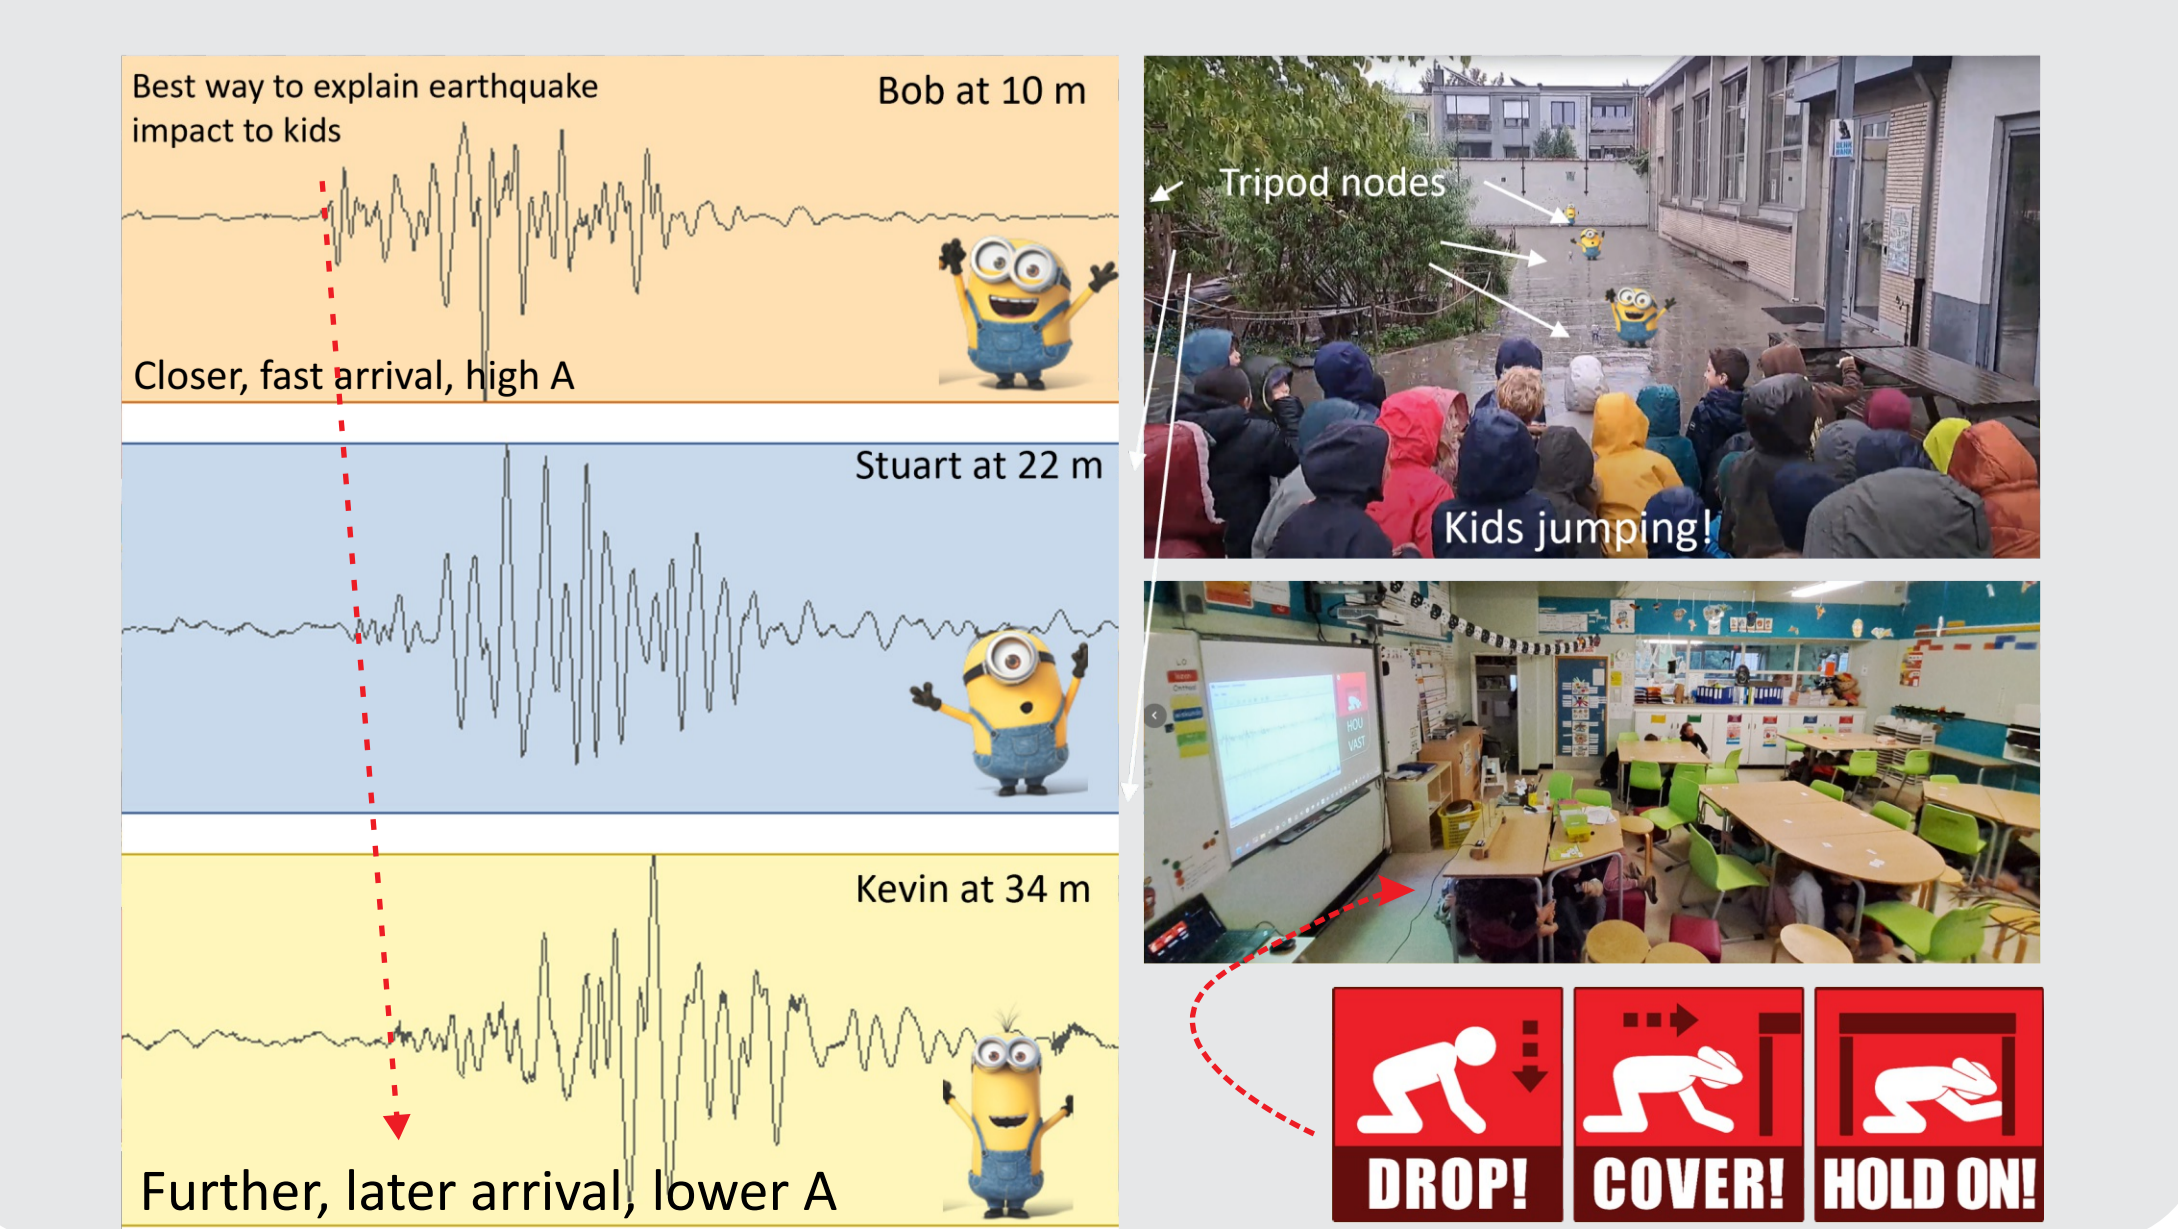 Best way to explain earthquake
impact to kids
Bob at 10 m
Closer, fast arrival, high A
Stuart at 22 m
Kevin at 34 m
Further, later arrival, lower A
Tripod nodes
Kids jumping!
HOU
VAST
DROP!
COVER!
HOLD ON!